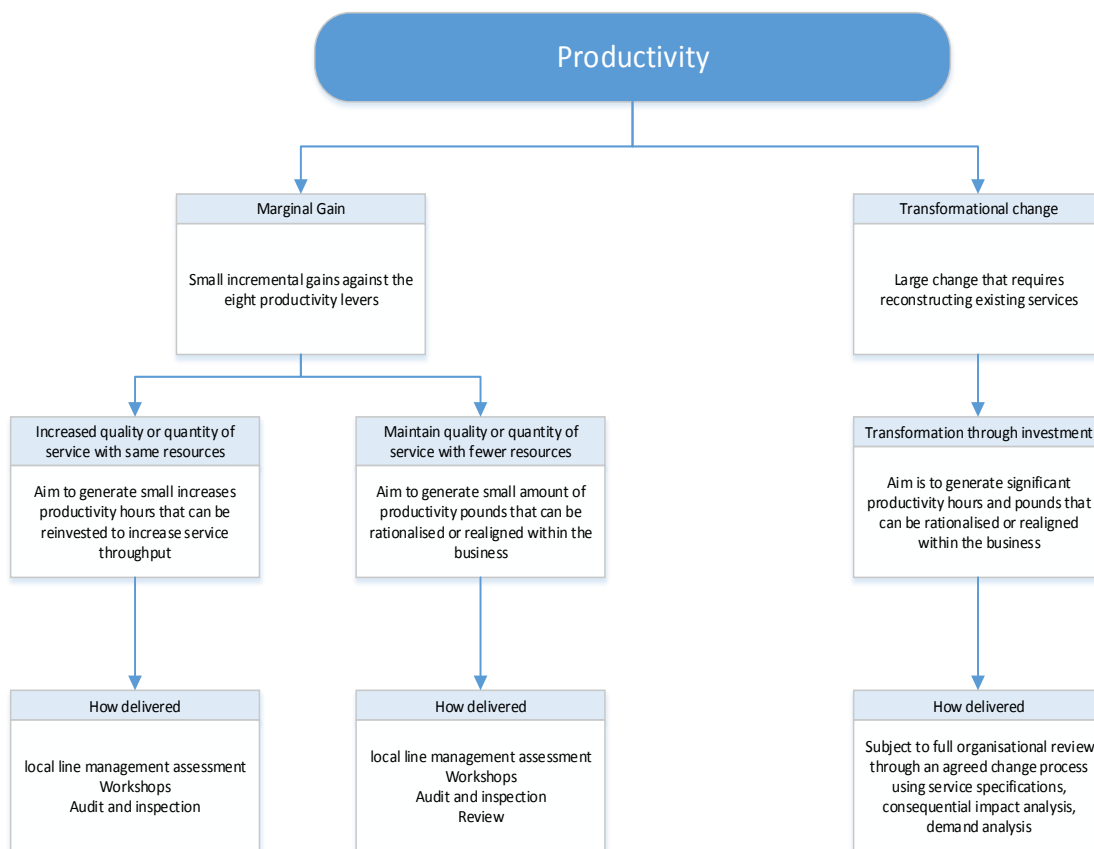 Productivity
Marginal Gain
Small incremental gains against the
eight productivity levers
Transformational change
Large change that requires
reconstructing existing services
Increased quality or quantity of
service with same resources
Aim to generate small increases
productivity hours that can be
reinvested to increase service
throughput
Maintain quality or quantity of
service with fewer resources
Aim to generate small amount of
productivity pounds that can be
rationalised or realigned within the
business
Transformation through investment
Aim is to generate significant
productivity hours and pounds that
can be rationalised or realigned
within the business
How delivered
local line management assessment
Workshops
Audit and inspection
How delivered
local line management assessment
Workshops
Audit and inspection
Review
How delivered
Subject to full organisational review
through an agreed change process
using service specifications,
consequential impact analysis,
demand analysis